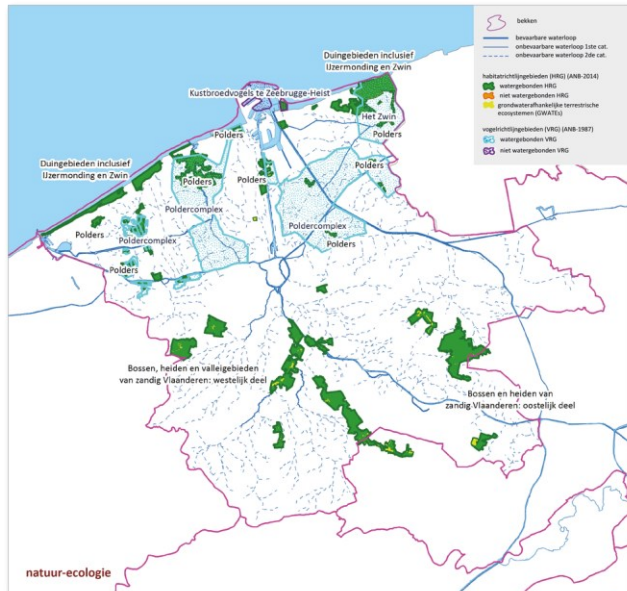 bekken
bevaarbare waterloop
onbevaarbare waterloop 1ste cat.
onbevaarbare waterloop 2de cat.
habitatrichtlijngebieden (HRG) (ANB-2014)
watergebonden HRG
niet watergebonden HRG
grondwaterafhankelijke terrestrische
ecosystemen (GWATEs)
vogelrichtlijngebieden (VRG) (ANB-1987)
watergebonden VRG
niet watergebonden VRG
Duingebieden inclusief
IJzermonding en Zwin
Kustbroedvogels te Zeebrugge-Heist
Het Zwin
Polders
Polders
Polders
Duingebieden inclusief
IJzermonding en Zwin
Polders
Polders
Polders
Poldercomplex
Polders
Poldercomplex
Polders
Polders
Bossen, heiden en valleigebieden
van zandig Vlaanderen: westelijk deel
Bossen en heiden van
zandig Vlaanderen: oostelijk deel
natuur-ecologie